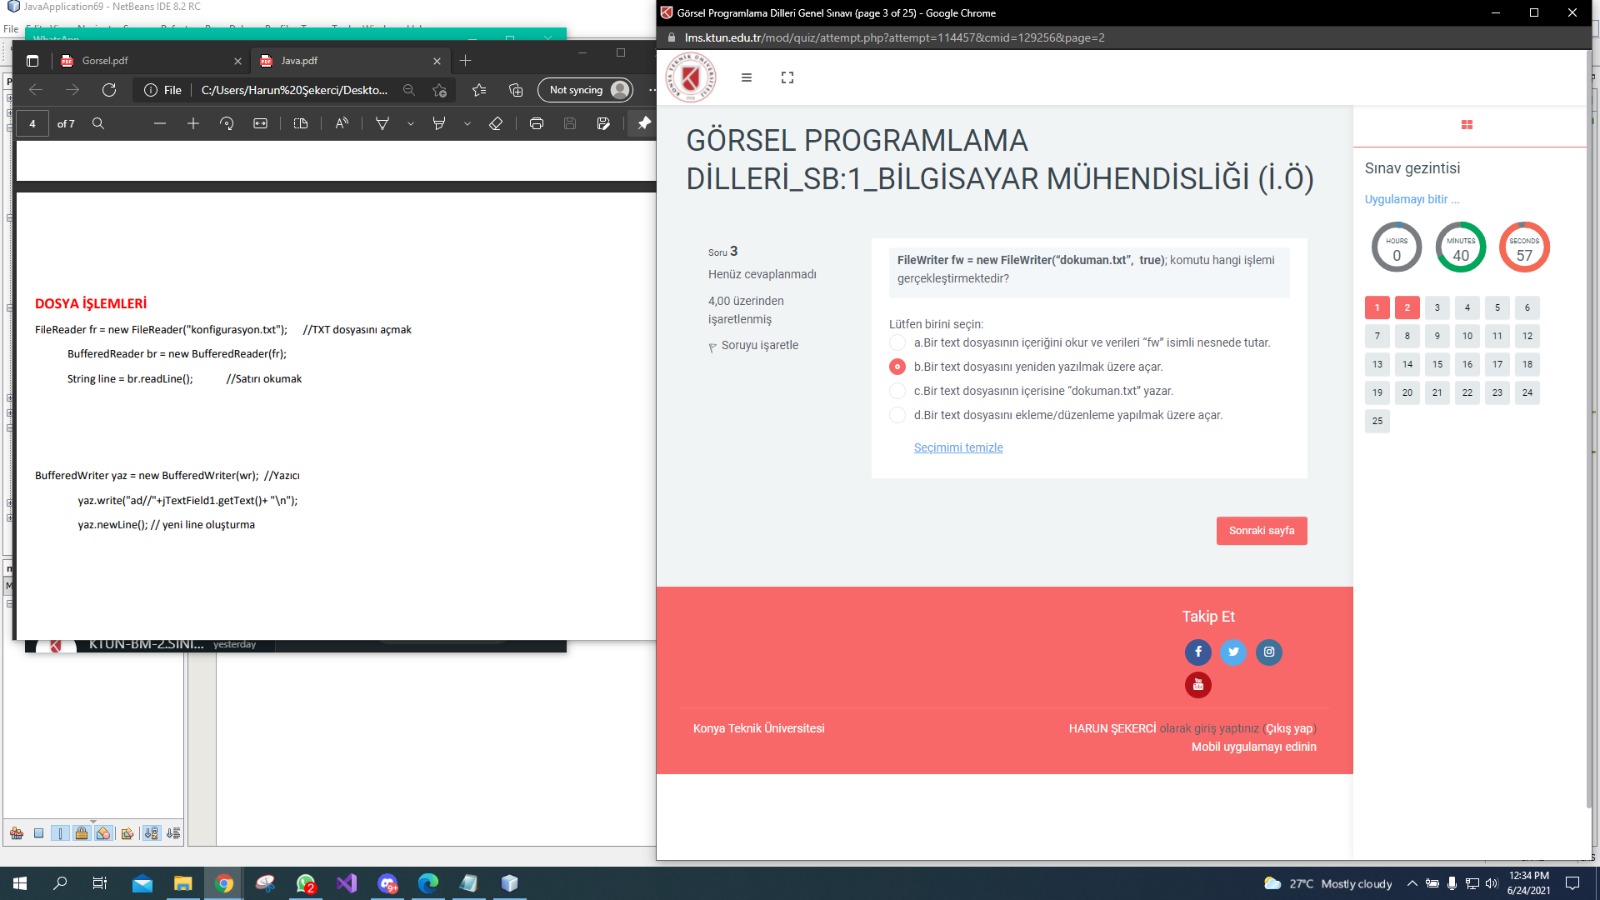 JavaApplication69 - NetBeans IDE 8.2 RC
File
WhatsApp
Gorsel.pdf
Java.pdf
File
C:/Users/Harun%20Şekerci/Deskto...
Not syncing
4
of 7
DOSYA İŞLEMLERİ
FileReader fr = new FileReader("konfigurasyon.txt"); //TXT dosyasını açmak
BufferedReader br = new BufferedReader(fr);
String line = br.readLine(); //Satırı okumak
BufferedWriter yaz = new BufferedWriter(wr); //Yazıcı
yaz.write("ad//"+jTextField1.getText()+ "\n");
yaz.newLine(); // yeni line oluşturma
KTUN-BM-2.SINI...
yesterday
Görsel Programlama Dilleri Genel Sınavı (page 3 of 25) - Google Chrome
lms.ktun.edu.tr/mod/quiz/attempt.php?attempt=114457&cmid=129256&page=2
GÖRSEL PROGRAMLAMA
DİLLERİ_SB:1_BİLGİSAYAR MÜHENDİSLİĞİ (İ.Ö)
Soru 3
Henüz cevaplanmadı
4,00 üzerinden
işaretlenmiş
Soruyu işaretle
FileWriter fw = new FileWriter(“dokuman.txt”, true); komutu hangi işlemi
gerçekleştirmektedir?
Lütfen birini seçin:
a.Bir text dosyasının içeriğini okur ve verileri “fw” isimli nesnede tutar.
b.Bir text dosyasını yeniden yazılmak üzere açar.
c.Bir text dosyasının içerisine “dokuman.txt” yazar.
d.Bir text dosyasını ekleme/düzenleme yapılmak üzere açar.
Seçimimi temizle
Sonraki sayfa
Sınav gezintisi
Uygulamayı bitir ...
HOURS
0
MINUTES
40
SECONDS
57
1 2 3 4 5 6
7 8 9 10 11 12
13 14 15 16 17 18
19 20 21 22 23 24
25
Takip Et
Konya Teknik Üniversitesi
HARUN ŞEKERCİ olarak giriş yaptınız (Çıkış yap)
Mobil uygulamayı edinin
27°C Mostly cloudy
12:34 PM
6/24/2021